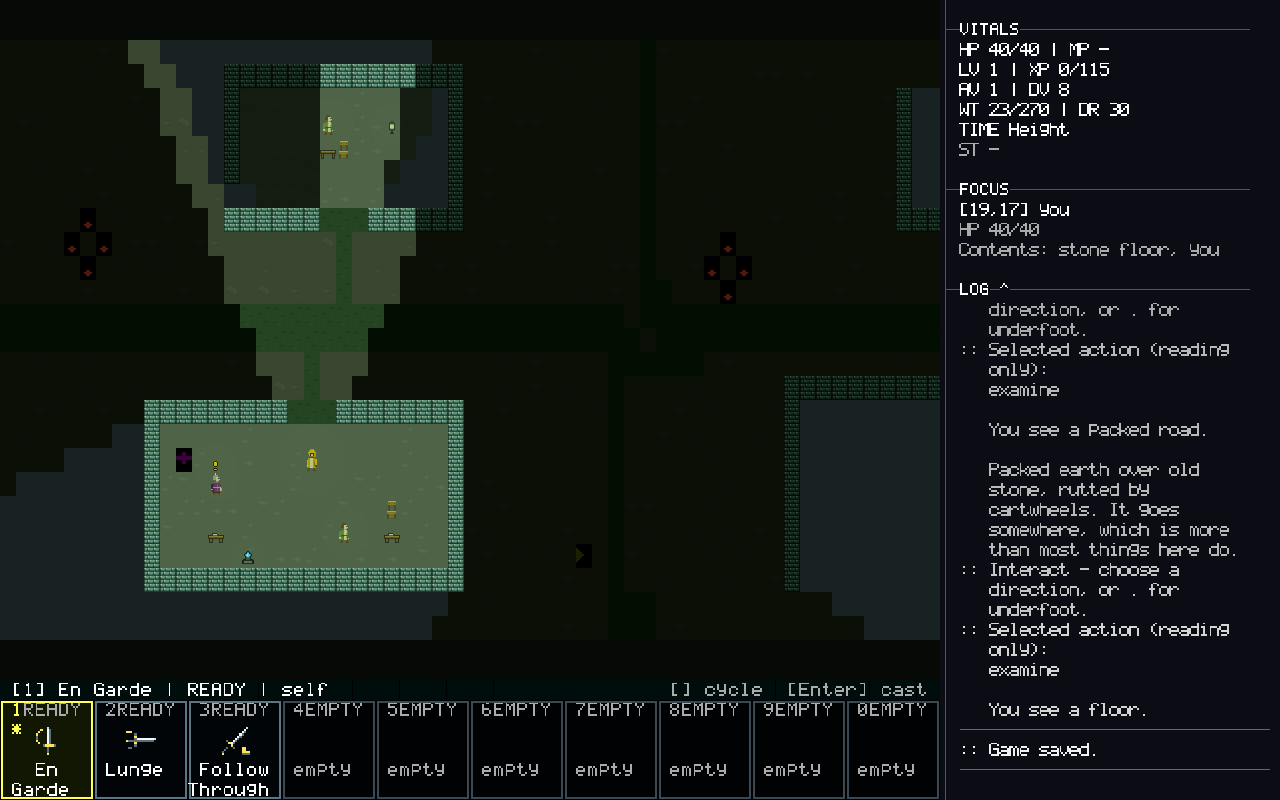 VITALS
HP 40/40 | MP -
LV 1 | XP 0/115
AV 1 | DV 8
WT 23/270 | DR 30
TIME Height
ST -
FOCUS
[19,17] You
HP 40/40
Contents: stone floor, You
LOG ^
direction, or . for
underfoot.
:: Selected action (reading
only):
examine
You see a Packed road.
Packed earth over old
stone, rutted by
cartwheels. It goes
somewhere, which is more
than most things here do.
:: Interact - choose a
direction, or . for
underfoot.
:: Selected action (reading
only):
examine
You see a floor.
:: Game saved.
[1] En Garde | READY | self
[] cycle [Enter] cast
1READY 2READY 3READY 4EMPTY 5EMPTY 6EMPTY 7EMPTY 8EMPTY 9EMPTY 0EMPTY
*
En Garde
Lunge
Follow Through
empty empty empty empty empty empty empty